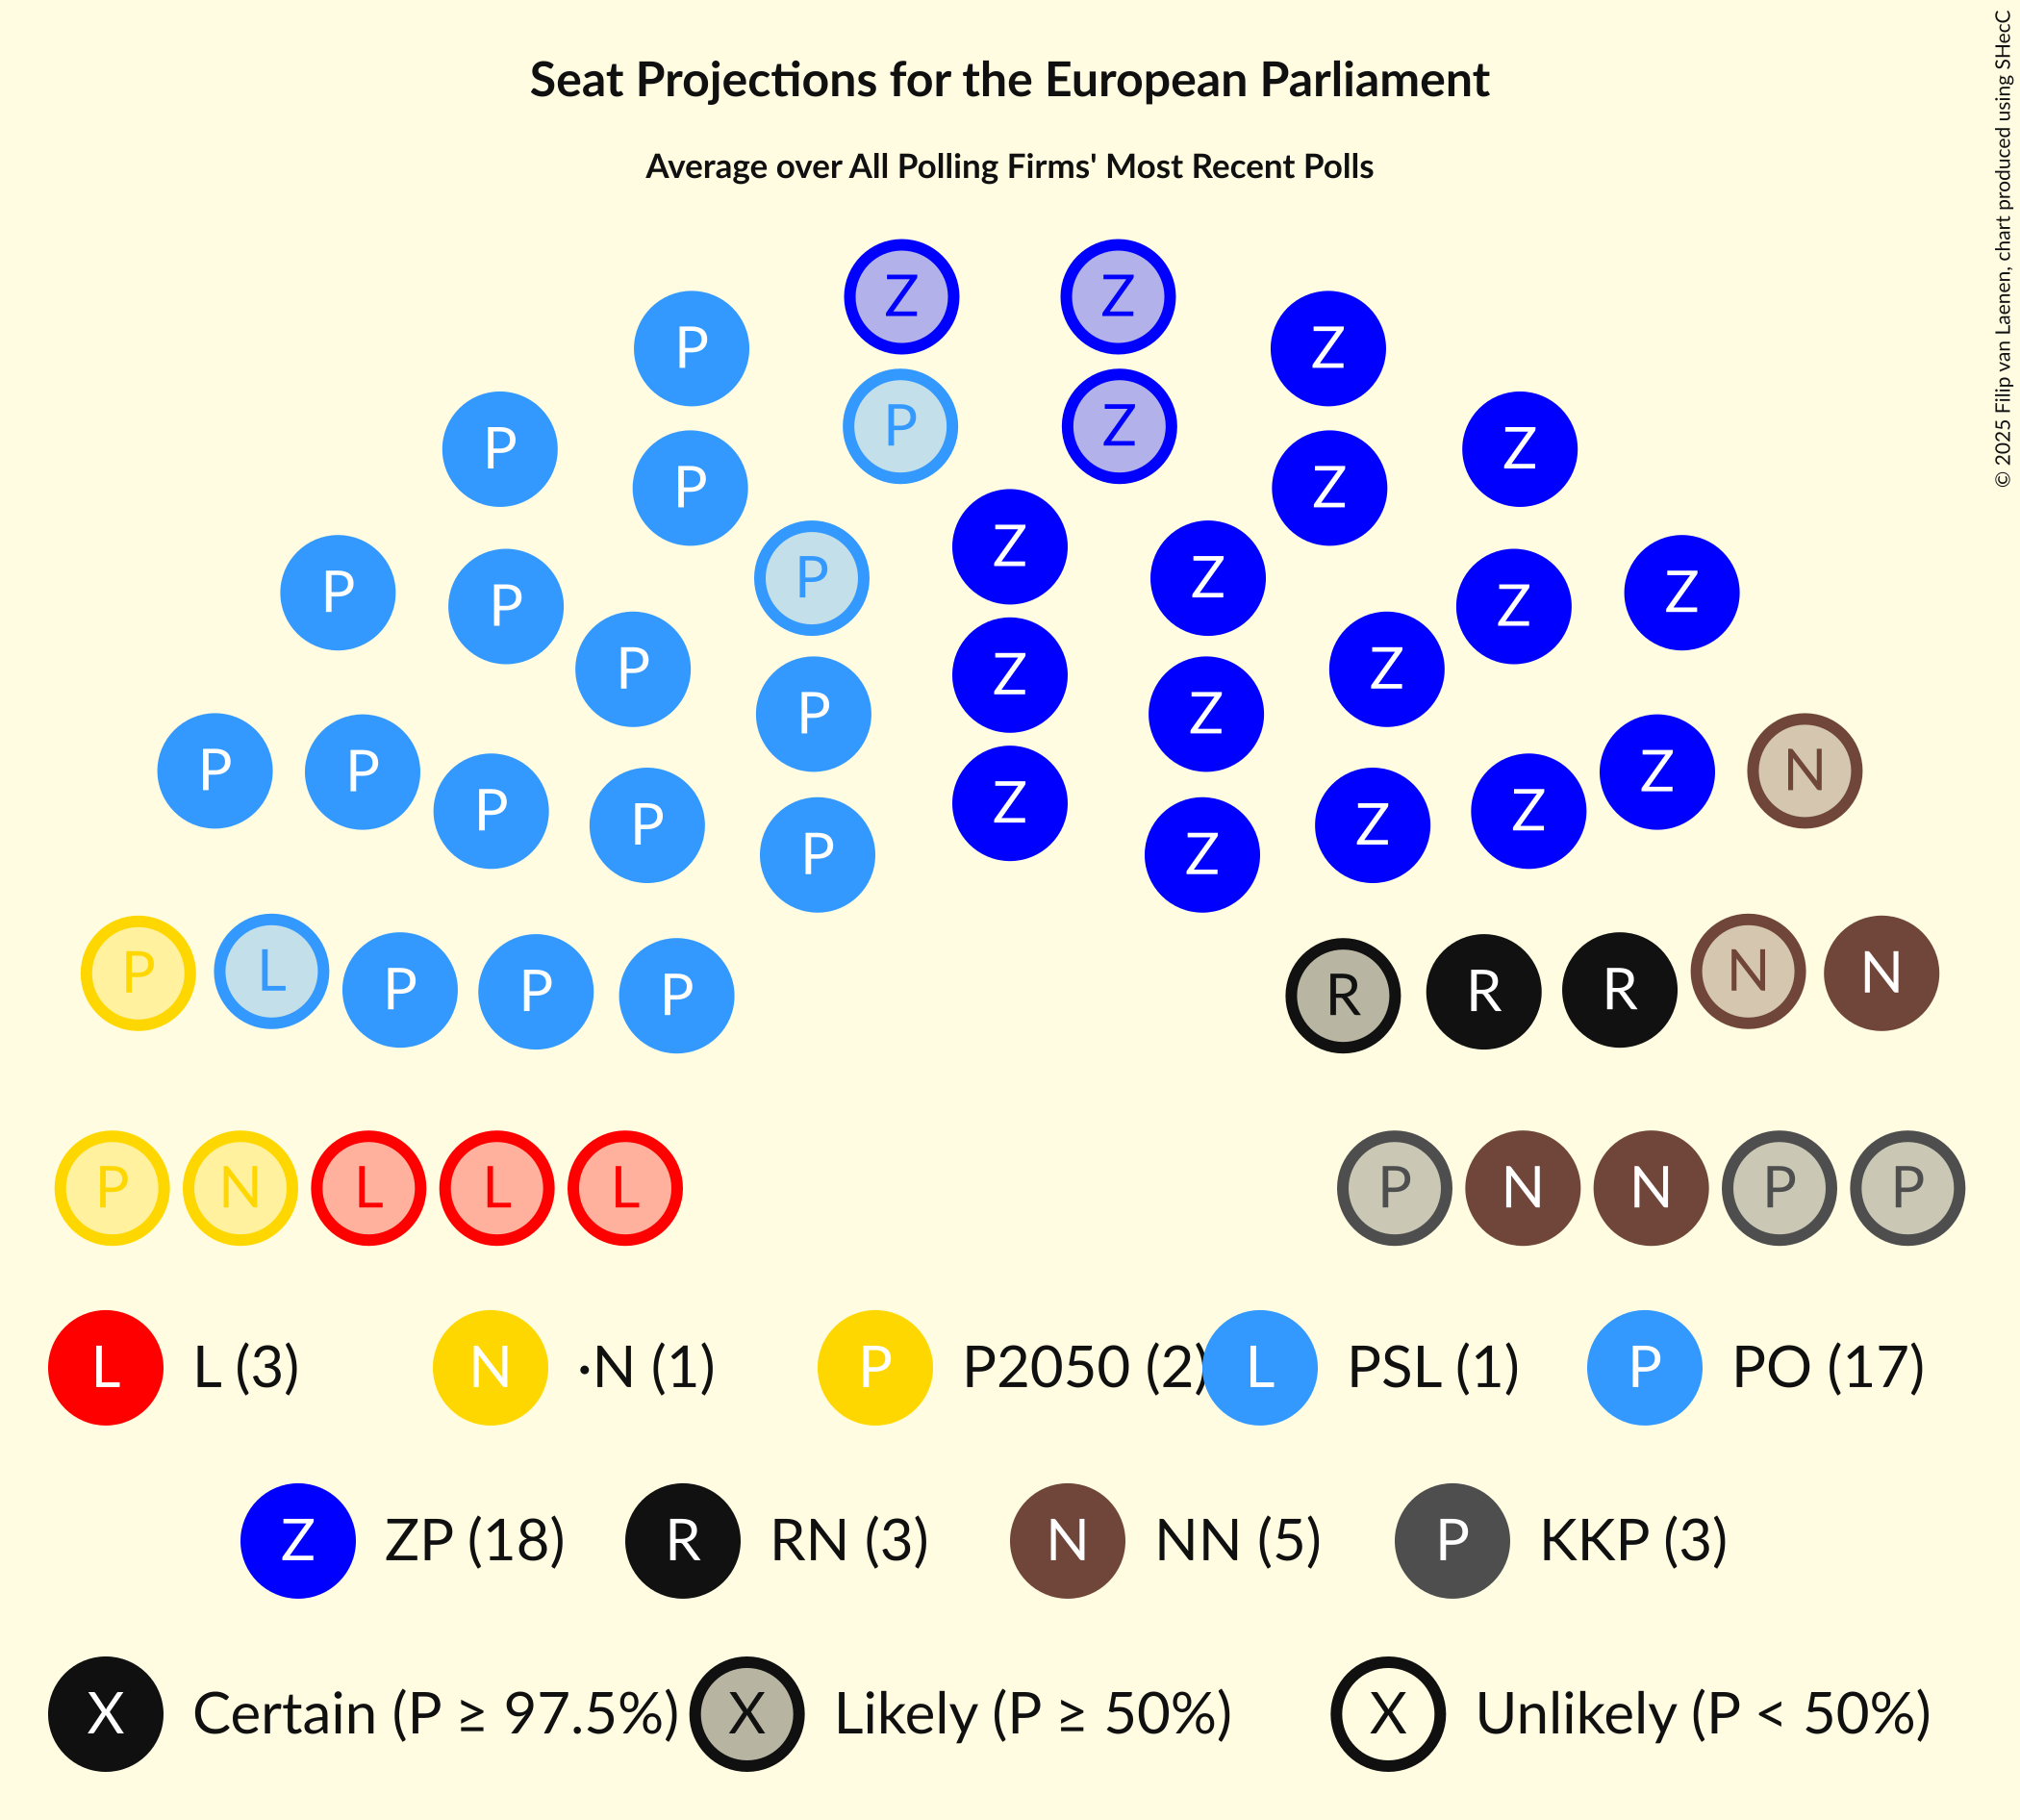 Seat Projections for the European Parliament
Average over All Polling Firms' Most Recent Polls
© 2025 Filip van Laenen, chart produced using SHecC
Z Z
P Z
P Z
P Z
P Z
P Z
Z
P Z
P Z
P Z
P Z
Z
P Z
P Z
P P Z N
P Z
P Z
Z
P Z
P L P P P R R R N N
P N L L L P N N P P
L L (3) N ·N (1) P P2050 (2) L PSL (1) P PO (17)
Z ZP (18) R RN (3) N NN (5) P KKP (3)
X Certain (P ≥ 97.5%) X Likely (P ≥ 50%) X Unlikely (P < 50%)